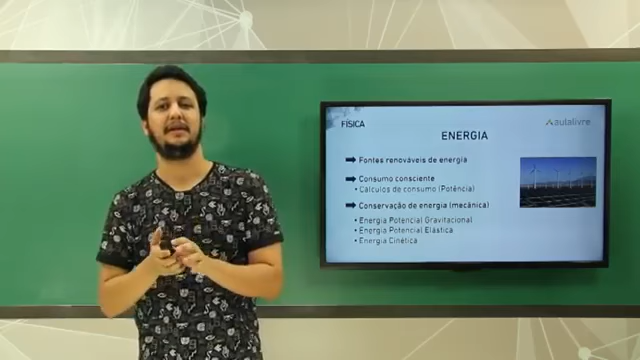 FÍSICA
aulalivre
ENERGIA
Fontes renováveis de energia
Consumo consciente
• Cálculos de consumo (Potência)
Conservação de energia (mecânica)
• Energia Potencial Gravitacional
• Energia Potencial Elástica
• Energia Cinética